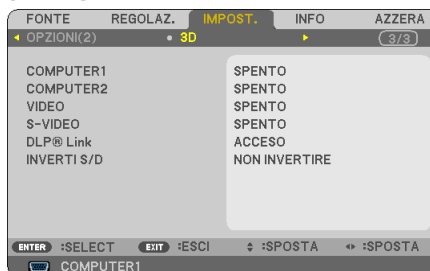 FONTE REGOLAZ. IMPOST. INFO AZZERA
OPZIONI(2) 3D 3/3
COMPUTER1 SPENTO
COMPUTER2 SPENTO
VIDEO SPENTO
S-VIDEO SPENTO
DLP® Link ACCESO
INVERTI S/D NON INVERTIRE
ENTER :SELECT EXIT :ESCI :SPOSTA :SPOSTA
COMPUTER1